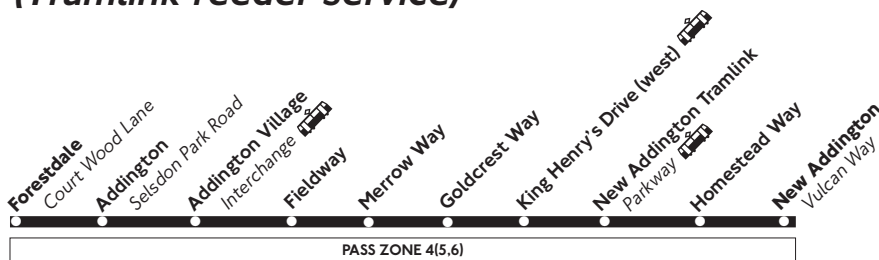 (Tramlink feeder service)
Forestdale
Court Wood Lane
Addington
Selsdon Park Road
Addington Village
Interchange
Fieldway
Merrow Way
Goldcrest Way
King Henry's Drive (west)
New Addington Tramlink
Parkway
Homestead Way
New Addington
Vulcan Way
PASS ZONE 4(5,6)